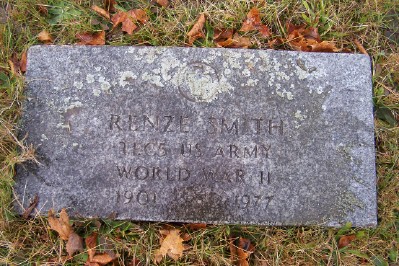 RENZE SMITH
TEC5 US ARMY
WORLD WAR II
1901 1977